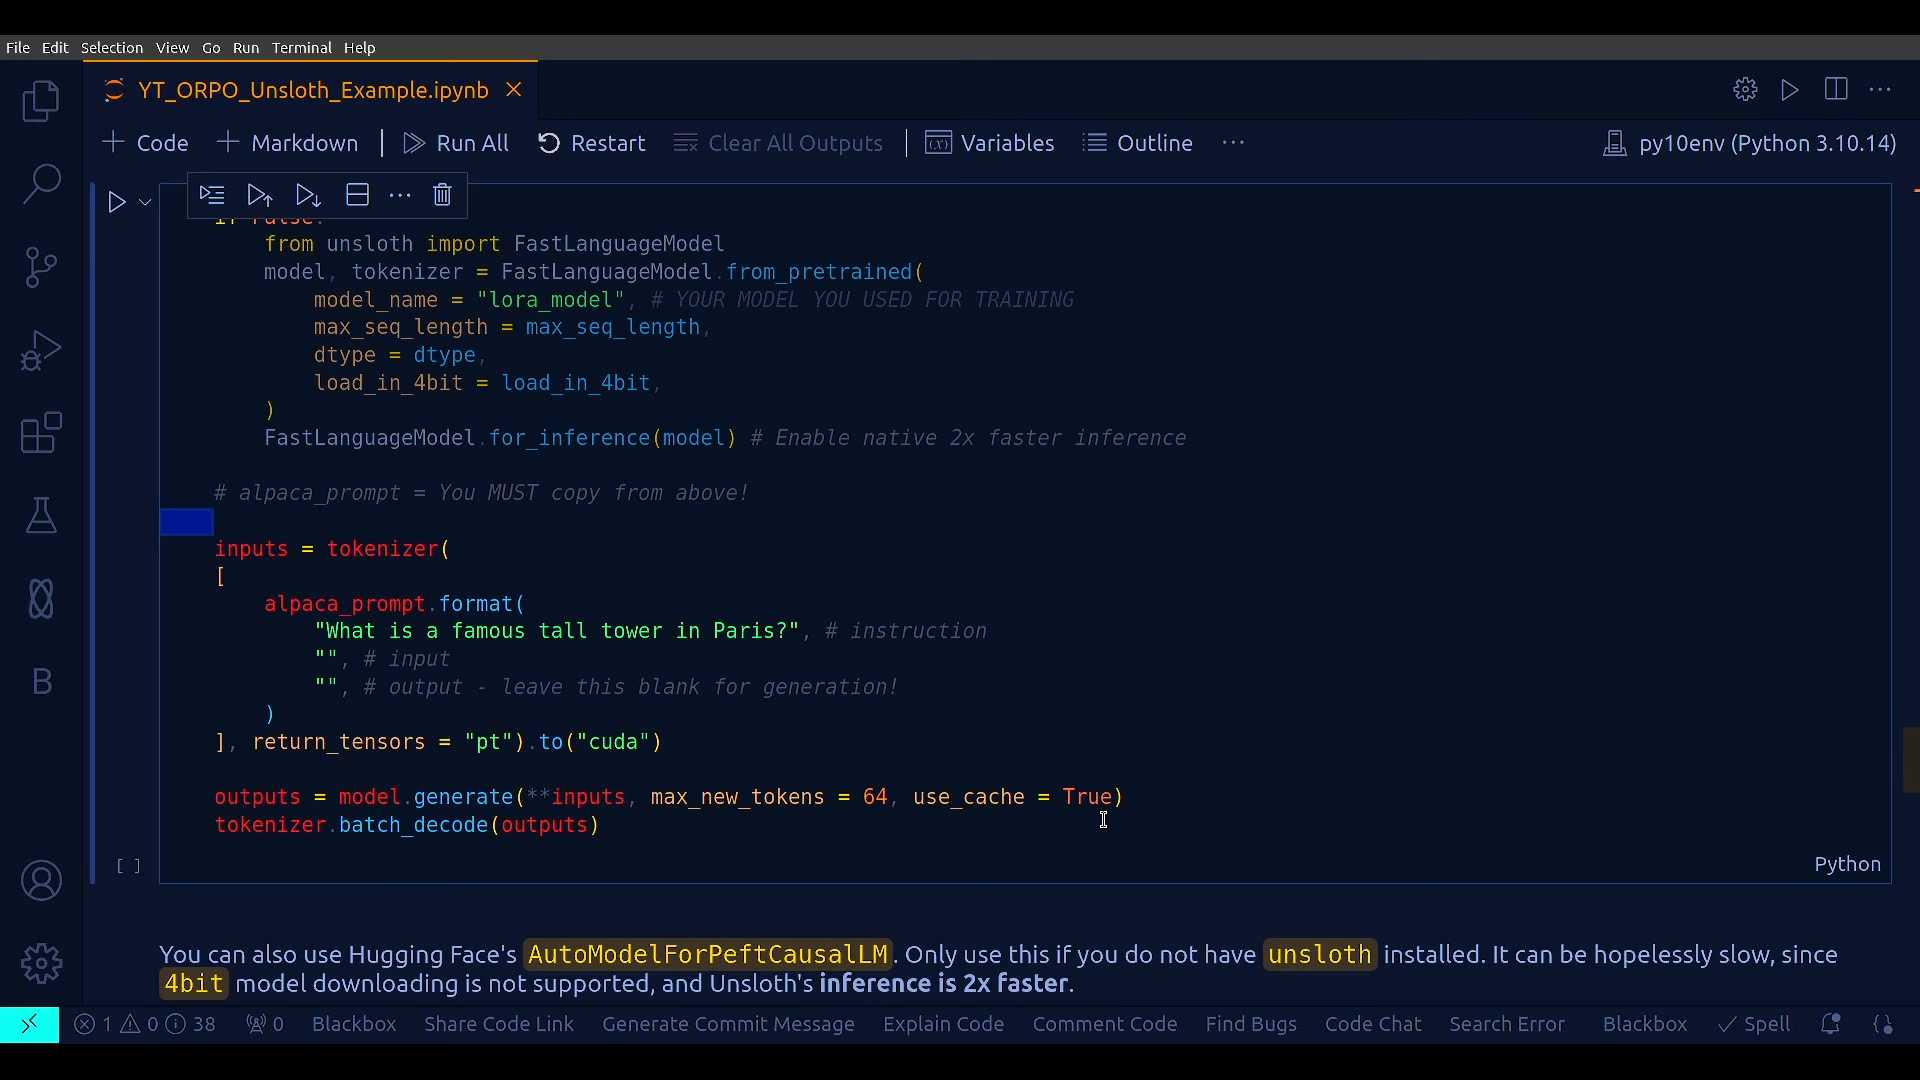 File Edit Selection View Go Run Terminal Help
YT_ORPO_Unsloth_Example.ipynb
Code Markdown Run All Restart Clear All Outputs Variables Outline ... py10env (Python 3.10.14)
if False:
from unsloth import FastLanguageModel
model, tokenizer = FastLanguageModel.from_pretrained(
model_name = "lora_model", # YOUR MODEL YOU USED FOR TRAINING
max_seq_length = max_seq_length,
dtype = dtype,
load_in_4bit = load_in_4bit,
)
FastLanguageModel.for_inference(model) # Enable native 2x faster inference
# alpaca_prompt = You MUST copy from above!
inputs = tokenizer(
[
alpaca_prompt.format(
"What is a famous tall tower in Paris?", # instruction
"", # input
"", # output - leave this blank for generation!
)
], return_tensors = "pt").to("cuda")
outputs = model.generate(**inputs, max_new_tokens = 64, use_cache = True)
tokenizer.batch_decode(outputs)
[ ] Python
You can also use Hugging Face's AutoModelForPeftCausalLM. Only use this if you do not have unsloth installed. It can be hopelessly slow, since
4bit model downloading is not supported, and Unsloth's inference is 2x faster.
1 0 38 0 Blackbox Share Code Link Generate Commit Message Explain Code Comment Code Find Bugs Code Chat Search Error Blackbox Spell